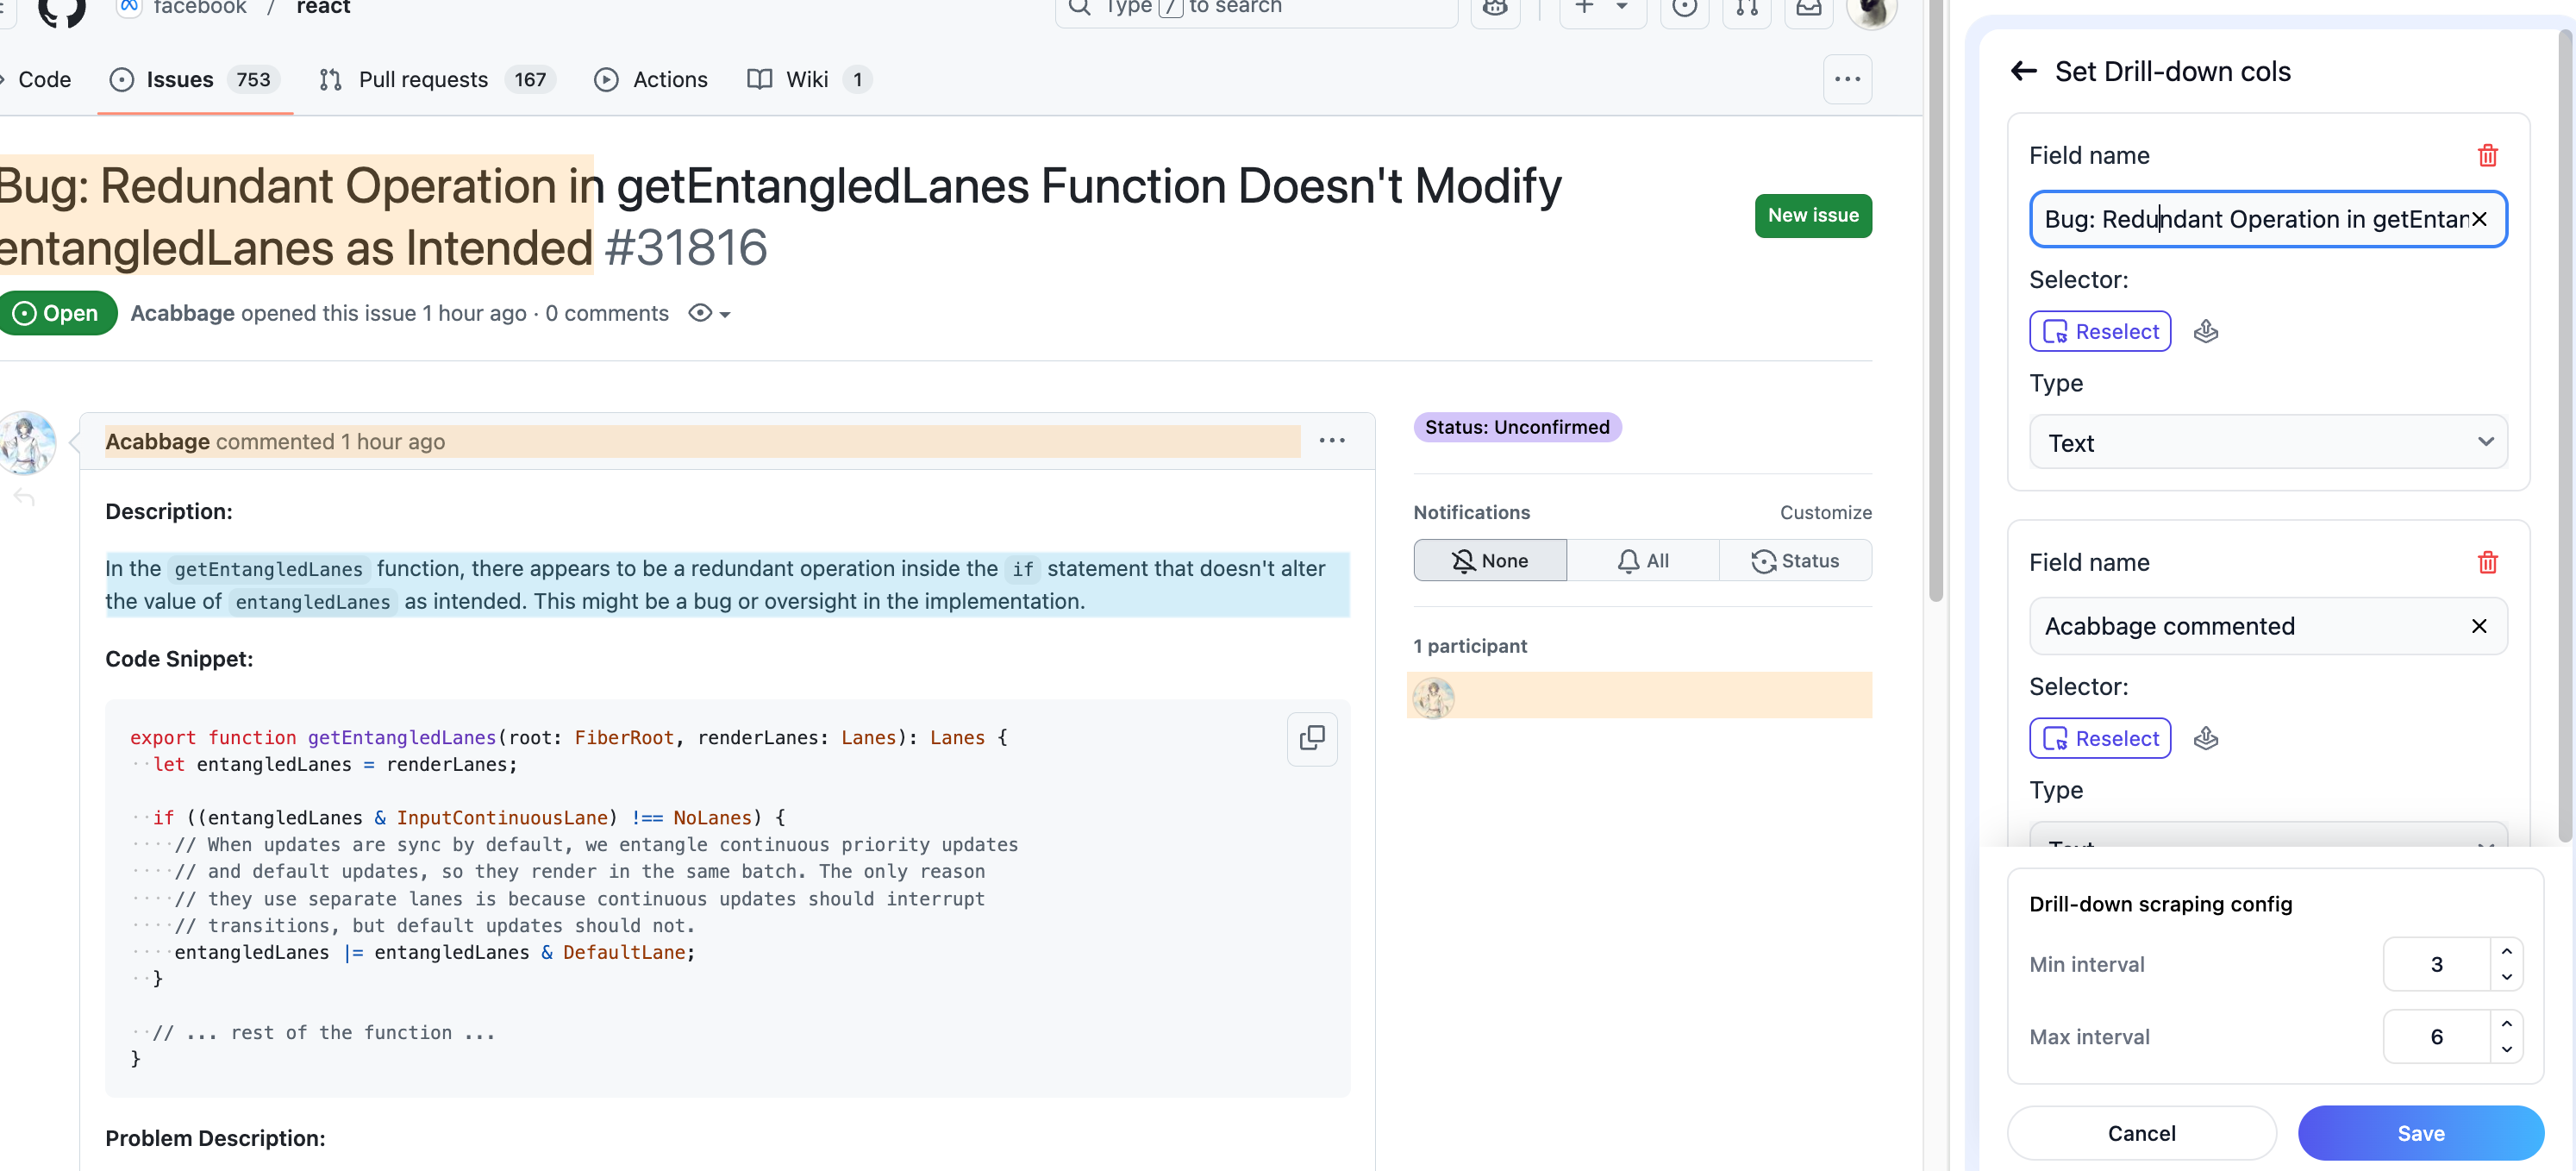 facebook / react
Type / to search
Code
Issues 753
Pull requests 167
Actions
Wiki 1
Bug: Redundant Operation in getEntangledLanes Function Doesn't Modify
entangledLanes as Intended #31816
New issue
Open
Acabbage opened this issue 1 hour ago · 0 comments
Acabbage commented 1 hour ago
Description:
In the getEntangledLanes function, there appears to be a redundant operation inside the if statement that doesn't alter
the value of entangledLanes as intended. This might be a bug or oversight in the implementation.
Code Snippet:
export function getEntangledLanes(root: FiberRoot, renderLanes: Lanes): Lanes {
··let entangledLanes = renderLanes;
··if ((entangledLanes & InputContinuousLane) !== NoLanes) {
····// When updates are sync by default, we entangle continuous priority updates
····// and default updates, so they render in the same batch. The only reason
····// they use separate lanes is because continuous updates should interrupt
····// transitions, but default updates should not.
····entangledLanes |= entangledLanes & DefaultLane;
··}
··// ... rest of the function ...
}
Problem Description:
Status: Unconfirmed
Notifications
Customize
None
All
Status
1 participant
Set Drill-down cols
Field name
Bug: Redundant Operation in getEntan
Selector:
Reselect
Type
Text
Field name
Acabbage commented
Selector:
Reselect
Type
Text
Drill-down scraping config
Min interval
3
Max interval
6
Cancel
Save